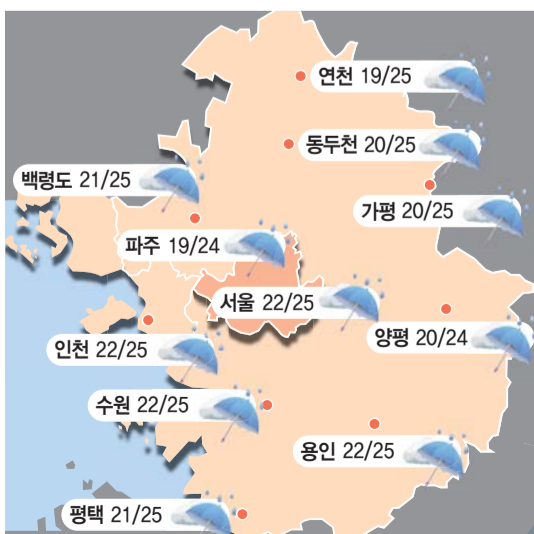 연천 19/25
동두천 20/25
백령도 21/25
가평 20/25
파주 19/24
서울 22/25
양평 20/24
인천 22/25
수원 22/25
용인 22/25
평택 21/25